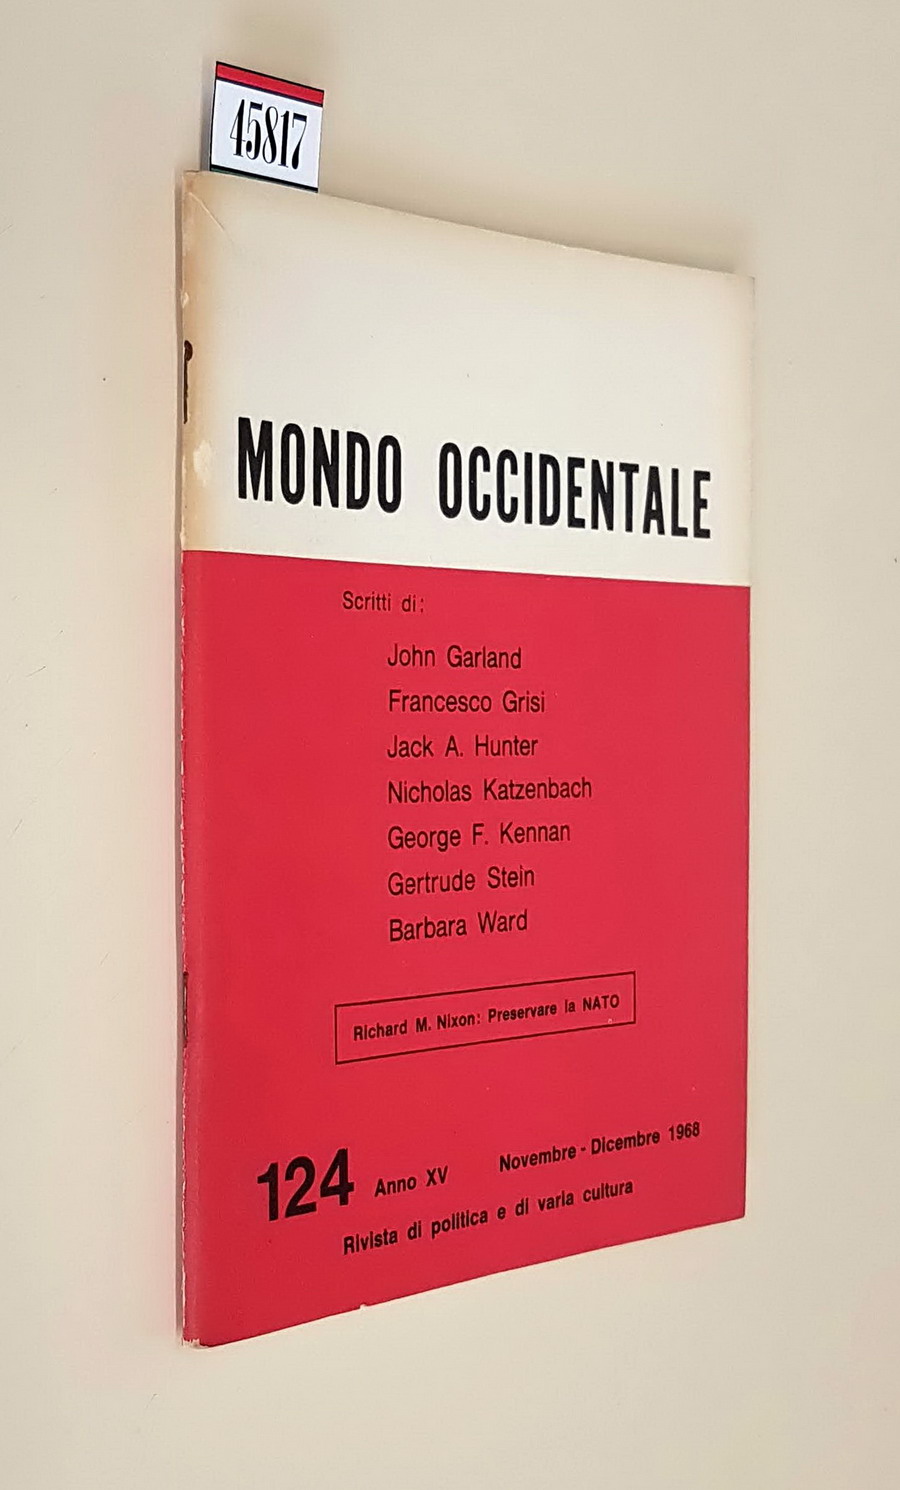 45817
MONDO OCCIDENTALE
Scritti di:
John Garland
Francesco Grisi
Jack A. Hunter
Nicholas Katzenbach
George F. Kennan
Gertrude Stein
Barbara Ward
Richard M. Nixon: Preservare la NATO
124 Anno XV Novembre - Dicembre 1968
Rivista di politica e di varia cultura